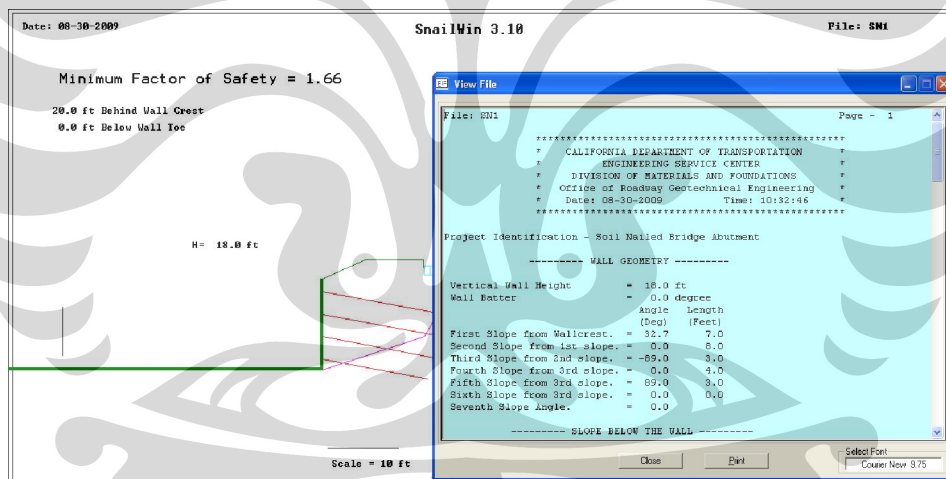 Date: 08-30-2009
SnailWin 3.10
File: SN1
Minimum Factor of Safety = 1.66
20.0 ft Behind Wall Crest
0.0 ft Below Wall Toe
H= 18.0 ft
Scale = 10 ft
View File
File: SN1 Page - 1
****************************************************
* CALIFORNIA DEPARTMENT OF TRANSPORTATION *
* ENGINEERING SERVICE CENTER *
* DIVISION OF MATERIALS AND FOUNDATIONS *
* Office of Roadway Geotechnical Engineering *
* Date: 08-30-2009 Time: 10:32:46 *
****************************************************
Project Identification - Soil Nailed Bridge Abutment
--------- WALL GEOMETRY ---------
Vertical Wall Height = 18.0 ft
Wall Batter = 0.0 degree
Angle Length
(Deg) (Feet)
First Slope from Wallcrest. = 32.7 7.0
Second Slope from 1st slope. = 0.0 8.0
Third Slope from 2nd slope. = -89.0 3.0
Fourth Slope from 3rd slope. = 0.0 4.0
Fifth Slope from 3rd slope. = 89.0 3.0
Sixth Slope from 3rd slope. = 0.0 0.0
Seventh Slope Angle. = 0.0
--------- SLOPE BELOW THE WALL ---------
Close
Print
Select Font
Courier New 9.75